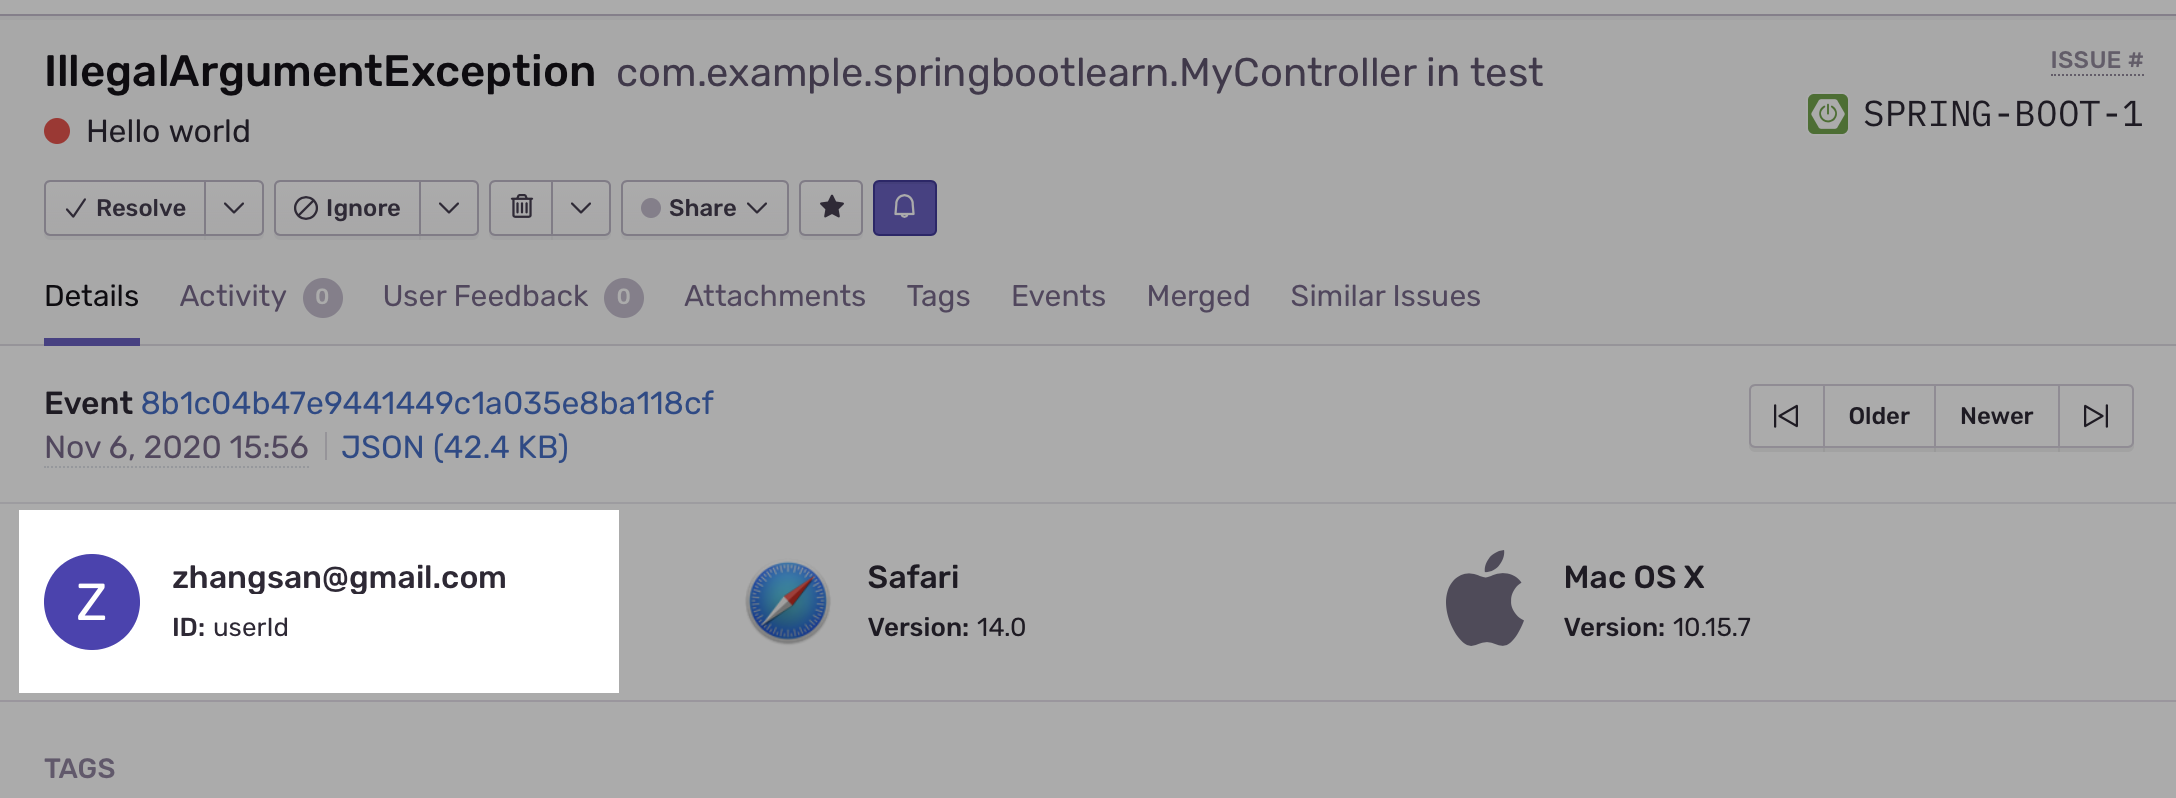 IllegalArgumentException com.example.springbootlearn.MyController in test
ISSUE #
Hello world
SPRING-BOOT-1
Resolve Ignore Share
Details Activity 0 User Feedback 0 Attachments Tags Events Merged Similar Issues
Event 8b1c04b47e9441449c1a035e8ba118cf
Nov 6, 2020 15:56 JSON (42.4 KB)
Older Newer
Z
zhangsan@gmail.com
ID: userId
Safari
Version: 14.0
Mac OS X
Version: 10.15.7
TAGS